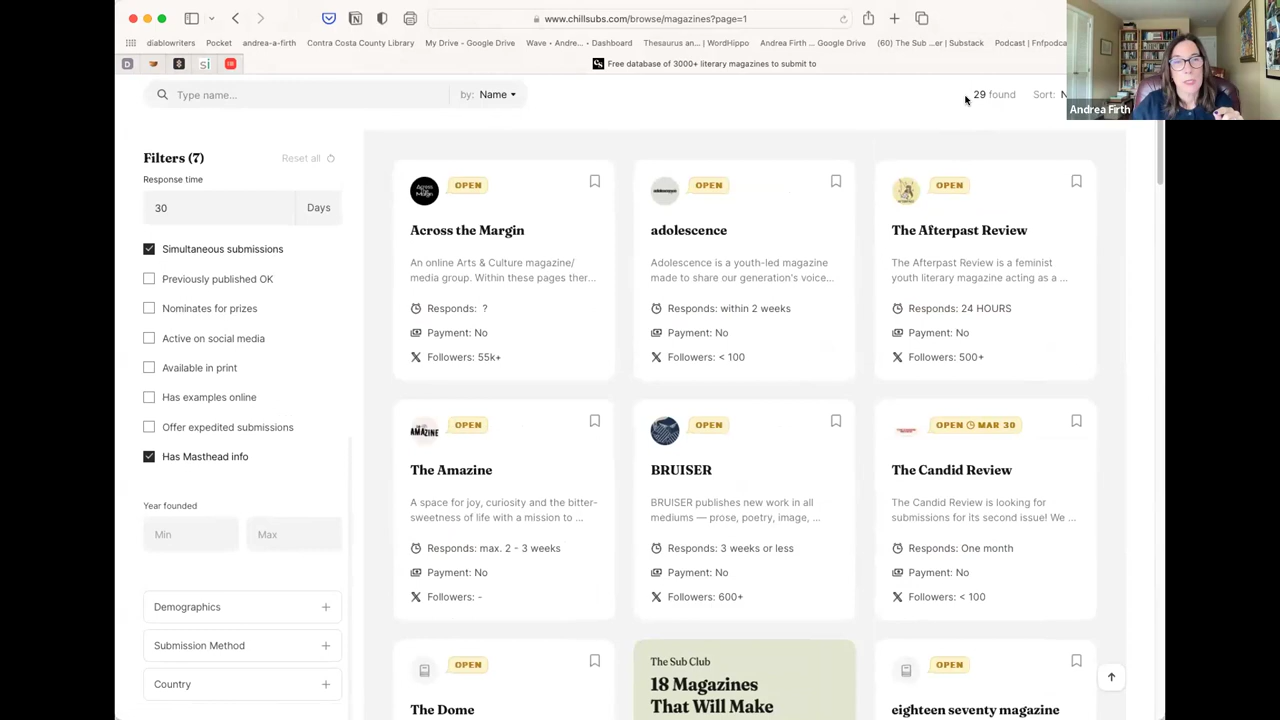 www.chillsubs.com/browse/magazines?page=1
diablowriters
Pocket
andrea-a-firth
Contra Costa County Library
My Drive - Google Drive
Wave • Andre... • Dashboard
Thesaurus an... | WordHippo
Andrea Firth ... Google Drive
(60) The Sub ...er | Substack
Podcast | Fnfpodca
Free database of 3000+ literary magazines to submit to
Andrea Firth
Type name...
by: Name
29 found
Sort: N
Filters (7)
Reset all
Response time
30
Days
Simultaneous submissions
Previously published OK
Nominates for prizes
Active on social media
Available in print
Has examples online
Offer expedited submissions
Has Masthead info
Year founded
Min
Max
Demographics
Submission Method
Country
Across the Margin
OPEN
Across the Margin
An online Arts & Culture magazine/
media group. Within these pages ther...
Responds: ?
Payment: No
Followers: 55k+
OPEN
adolescence
Adolescence is a youth-led magazine
made to share our generation's voice...
Responds: within 2 weeks
Payment: No
Followers: < 100
OPEN
The Afterpast Review
The Afterpast Review is a feminist
youth literary magazine acting as a ...
Responds: 24 HOURS
Payment: No
Followers: 500+
AMAZINE
OPEN
The Amazine
A space for joy, curiosity and the bitter-
sweetness of life with a mission to ...
Responds: max. 2 - 3 weeks
Payment: No
Followers: -
OPEN
BRUISER
BRUISER publishes new work in all
mediums — prose, poetry, image, ...
Responds: 3 weeks or less
Payment: No
Followers: 600+
OPEN MAR 30
The Candid Review
The Candid Review is looking for
submissions for its second issue! We ...
Responds: One month
Payment: No
Followers: < 100
OPEN
The Dome
The Sub Club
18 Magazines
That Will Make
OPEN
eighteen seventy magazine